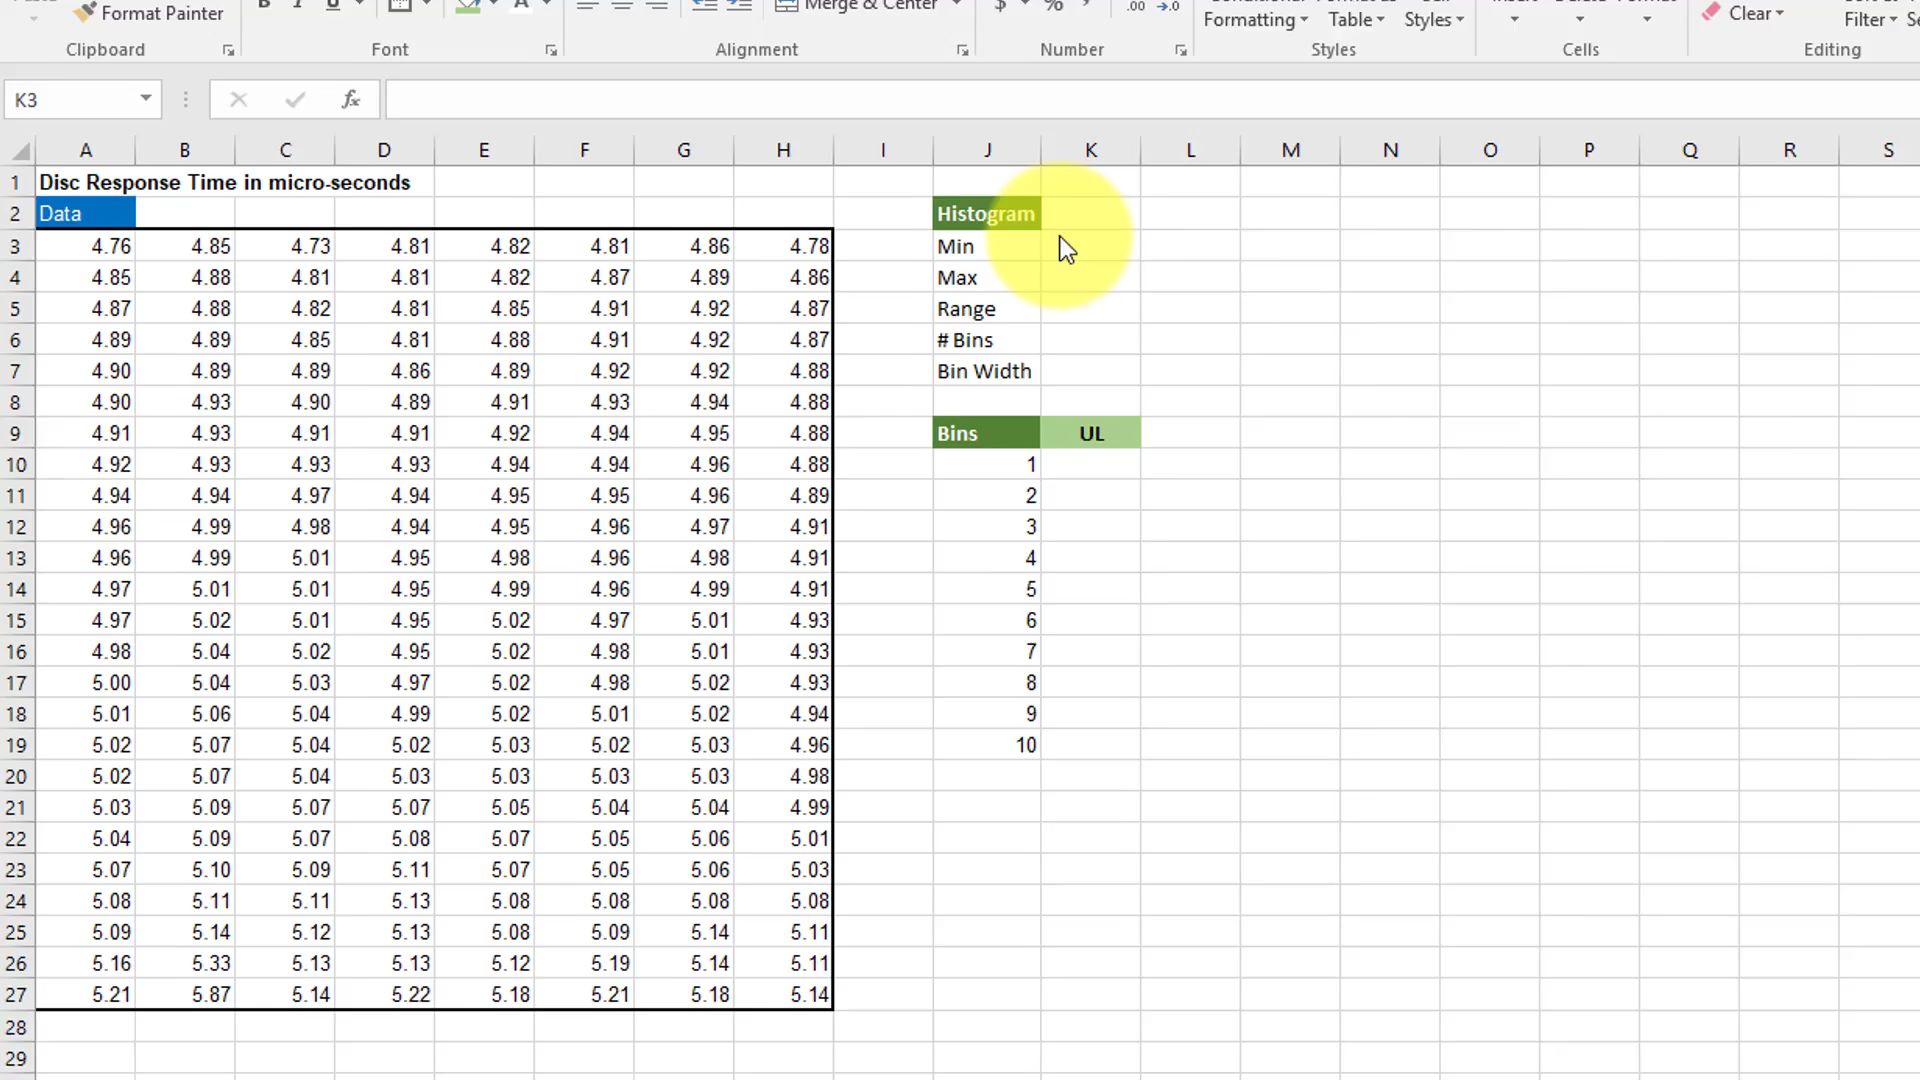 Format Painter
Merge & Center
$ % ,
.00 →.0
Formatting Table Styles
Clear
Filter
Clipboard Font Alignment Number Styles Cells Editing
K3 fx
A B C D E F G H I J K L M N O P Q R S
1 Disc Response Time in micro-seconds
2 Data Histogram
3 4.76 4.85 4.73 4.81 4.82 4.81 4.86 4.78 Min
4 4.85 4.88 4.81 4.81 4.82 4.87 4.89 4.86 Max
5 4.87 4.88 4.82 4.81 4.85 4.91 4.92 4.87 Range
6 4.89 4.89 4.85 4.81 4.88 4.91 4.92 4.87 # Bins
7 4.90 4.89 4.89 4.86 4.89 4.92 4.92 4.88 Bin Width
8 4.90 4.93 4.90 4.89 4.91 4.93 4.94 4.88
9 4.91 4.93 4.91 4.91 4.92 4.94 4.95 4.88 Bins UL
10 4.92 4.93 4.93 4.93 4.94 4.94 4.96 4.88 1
11 4.94 4.94 4.97 4.94 4.95 4.95 4.96 4.89 2
12 4.96 4.99 4.98 4.94 4.95 4.96 4.97 4.91 3
13 4.96 4.99 5.01 4.95 4.98 4.96 4.98 4.91 4
14 4.97 5.01 5.01 4.95 4.99 4.96 4.99 4.91 5
15 4.97 5.02 5.01 4.95 5.02 4.97 5.01 4.93 6
16 4.98 5.04 5.02 4.95 5.02 4.98 5.01 4.93 7
17 5.00 5.04 5.03 4.97 5.02 4.98 5.02 4.93 8
18 5.01 5.06 5.04 4.99 5.02 5.01 5.02 4.94 9
19 5.02 5.07 5.04 5.02 5.03 5.02 5.03 4.96 10
20 5.02 5.07 5.04 5.03 5.03 5.03 5.03 4.98
21 5.03 5.09 5.07 5.07 5.05 5.04 5.04 4.99
22 5.04 5.09 5.07 5.08 5.07 5.05 5.06 5.01
23 5.07 5.10 5.09 5.11 5.07 5.05 5.06 5.03
24 5.08 5.11 5.11 5.13 5.08 5.08 5.08 5.08
25 5.09 5.14 5.12 5.13 5.08 5.09 5.14 5.11
26 5.16 5.33 5.13 5.13 5.12 5.19 5.14 5.11
27 5.21 5.87 5.14 5.22 5.18 5.21 5.18 5.14
28
29